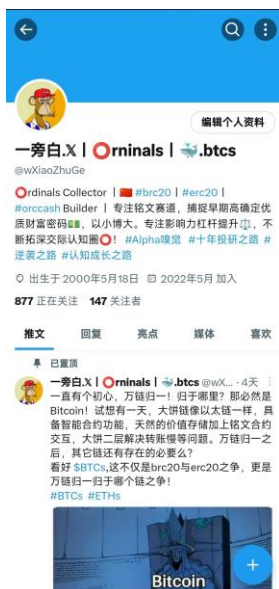 编辑个人资料
一旁白.X | ⭕rninals | 🐳.btcs
@wXiaoZhuGe
⭕rdinals Collector | 🇨🇳 #brc20 | #erc20 |
#orccash Builder | 专注铭文赛道，捕捉早期高确定优
质财富密码💵，以小博大。专注影响力杠杆提升⚖️，不
断拓深交际认知圈⭕！ #Alpha嗅觉 #十年投研之路 #
逆袭之路 #认知成长之路
出生于 2000年5月18日 2022年5月 加入
877 正在关注 147 关注者
推文 回复 亮点 媒体 喜欢
已置顶
一旁白.X | ⭕rninals | 🐳.btcs @wX... · 4天
一直有个初心，万链归一！归于哪里？那必然是
Bitcoin！试想有一天，大饼链像以太链一样，具
备智能合约功能，天然的价值存储加上铭文合约
交互，大饼二层解决转账慢等问题。万链归一之
后，其它链还有存在的必要么？
看好 $BTCs,这不仅是brc20与erc20之争，更是
万链归一归于哪个链之争！
#BTCs #ETHs
Bitcoin